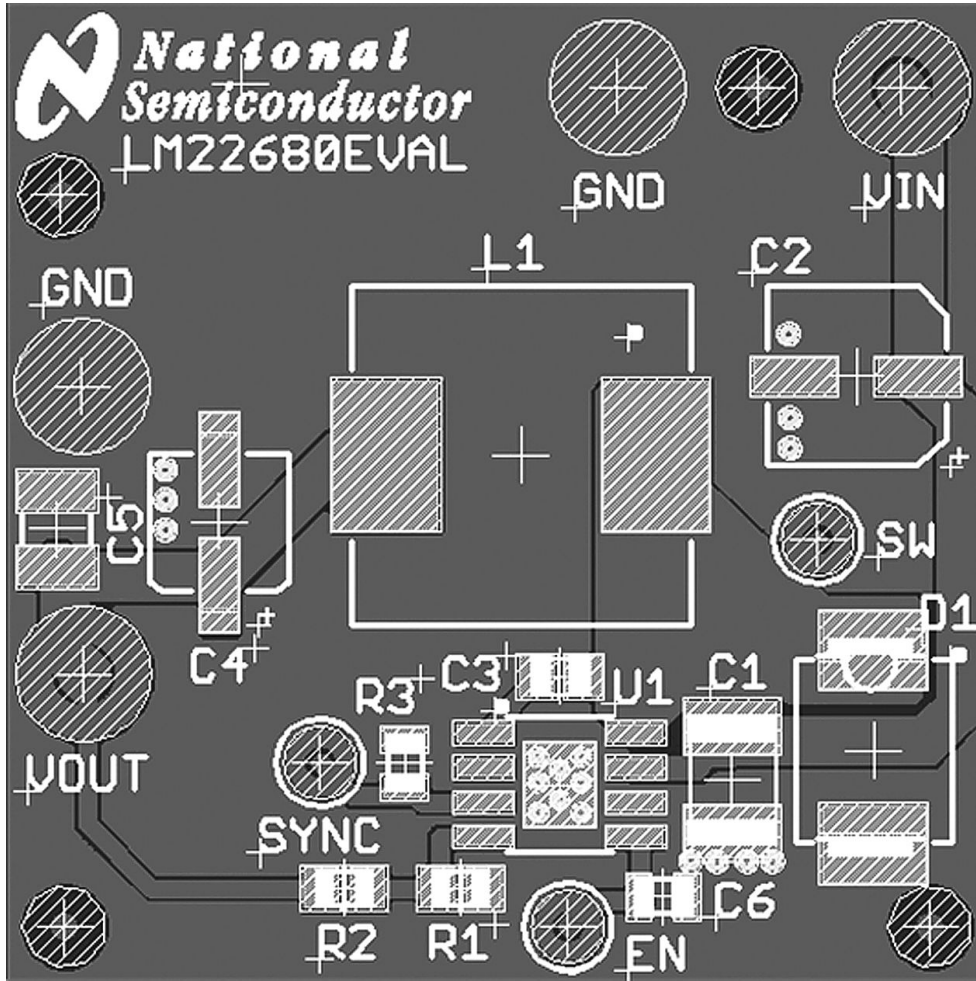 National
Semiconductor
LM22680EVAL
GND
VIN
L1
C2
GND
C5
SW
C4
D1
R3
C3
U1
C1
VOUT
SYNC
R2
R1
EN
C6